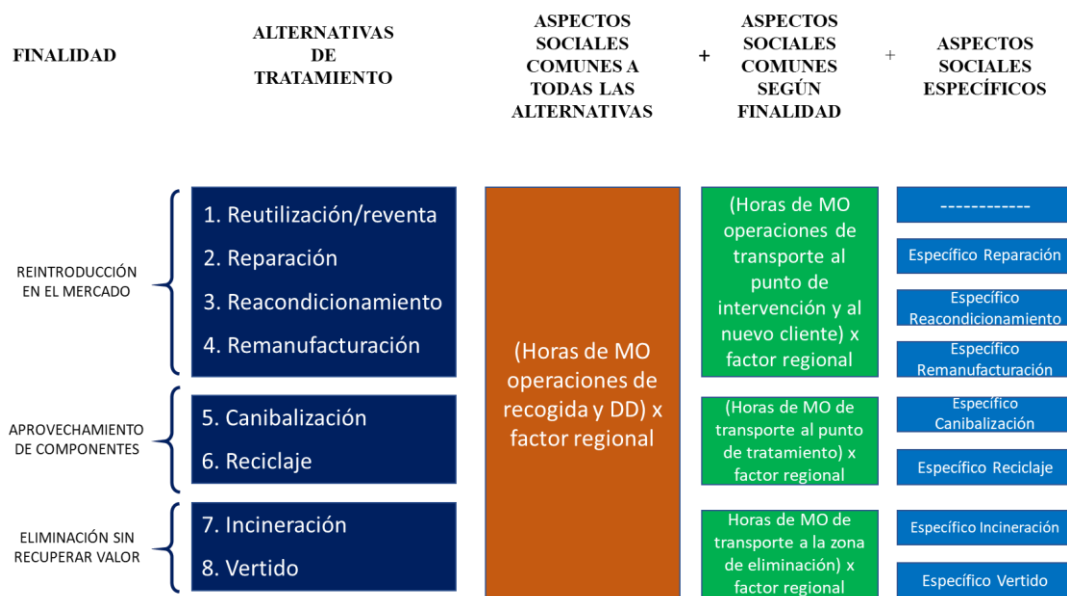 FINALIDAD
ALTERNATIVAS
DE
TRATAMIENTO
ASPECTOS
SOCIALES
COMUNES A
TODAS LAS
ALTERNATIVAS
+
ASPECTOS
SOCIALES
COMUNES
SEGÚN
FINALIDAD
+
ASPECTOS
SOCIALES
ESPECÍFICOS
REINTRODUCCIÓN
EN EL MERCADO
1. Reutilización/reventa
2. Reparación
3. Reacondicionamiento
4. Remanufacturación
APROVECHAMIENTO
DE COMPONENTES
5. Canibalización
6. Reciclaje
ELIMINACIÓN SIN
RECUPERAR VALOR
7. Incineración
8. Vertido
(Horas de MO
operaciones de
recogida y DD) x
factor regional
(Horas de MO
operaciones de
transporte al
punto de
intervención y al
nuevo cliente) x
factor regional
(Horas de MO de
transporte al punto
de tratamiento) x
factor regional
Horas de MO de
transporte a la zona
de eliminación) x
factor regional
------------
Específico Reparación
Específico
Reacondicionamiento
Específico
Remanufacturación
Específico
Canibalización
Específico Reciclaje
Específico Incineración
Específico Vertido